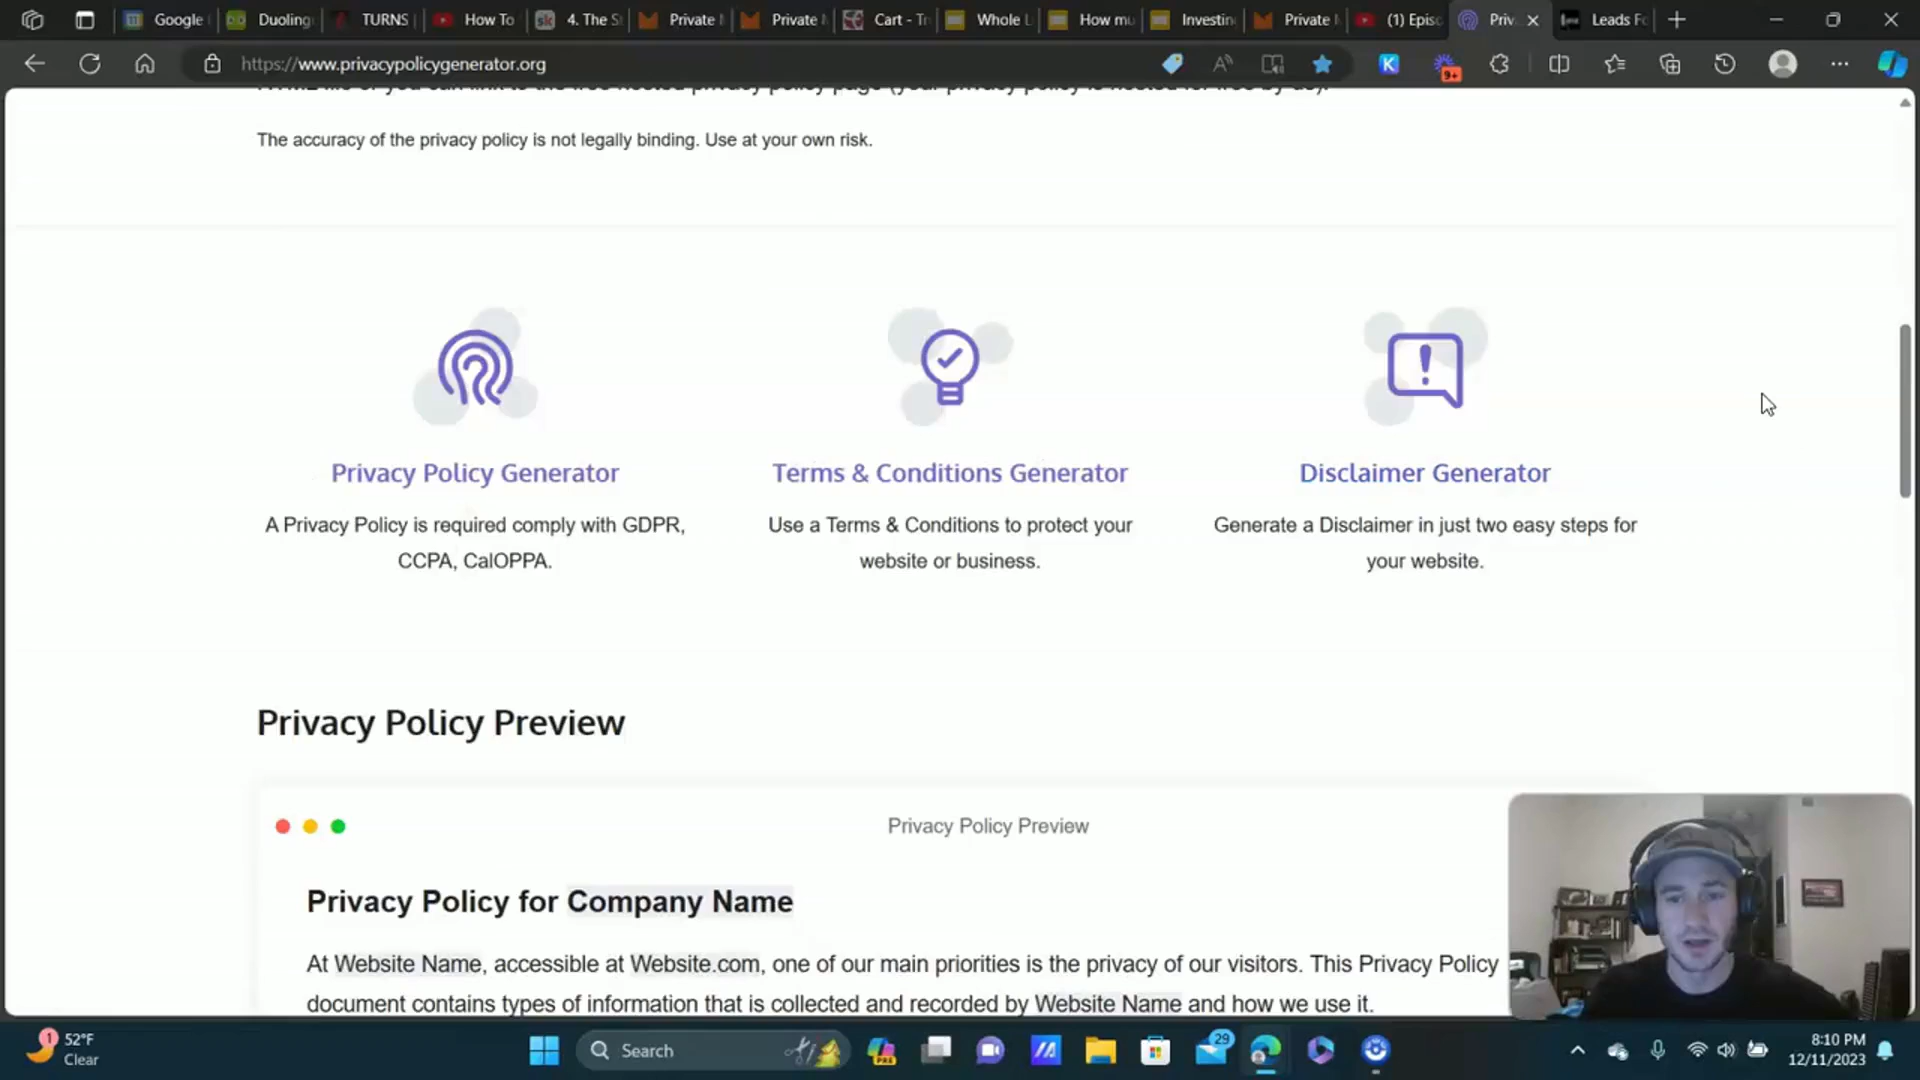 Google
Duoling
TURNS
How To
4. The S
Private
Private
Cart - Tr
Whole L
How mu
Investin
Private
(1) Episo
Priv
Leads Fo
https://www.privacypolicygenerator.org
9+
The accuracy of the privacy policy is not legally binding. Use at your own risk.
Privacy Policy Generator
A Privacy Policy is required comply with GDPR,
CCPA, CalOPPA.
Terms & Conditions Generator
Use a Terms & Conditions to protect your
website or business.
Disclaimer Generator
Generate a Disclaimer in just two easy steps for
your website.
Privacy Policy Preview
Privacy Policy Preview
Privacy Policy for Company Name
At Website Name, accessible at Website.com, one of our main priorities is the privacy of our visitors. This Privacy Policy
document contains types of information that is collected and recorded by Website Name and how we use it.
1
52°F
Clear
Search
PRE
29
8:10 PM
12/11/2023